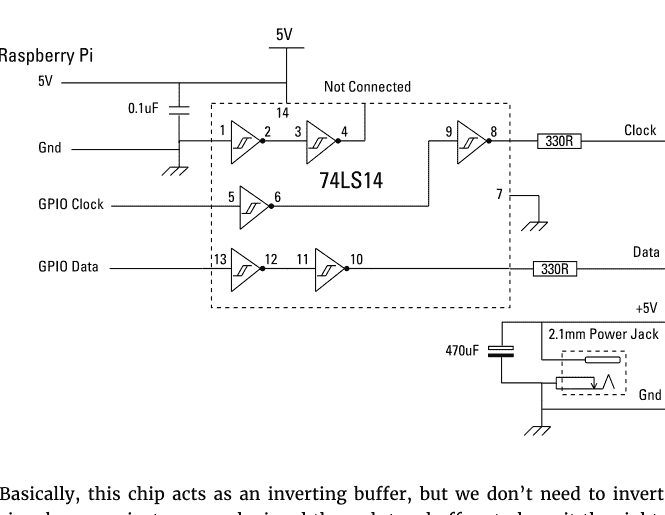 5V
Raspberry Pi
5V
Not Connected
0.1uF
14
1 2 3 4 9 8
Clock
330R
Gnd
74LS14
5 6
7
GPIO Clock
GPIO Data
13 12 11 10
Data
330R
+5V
2.1mm Power Jack
470uF
Gnd
Basically, this chip acts as an inverting buffer, but we don’t need to invert